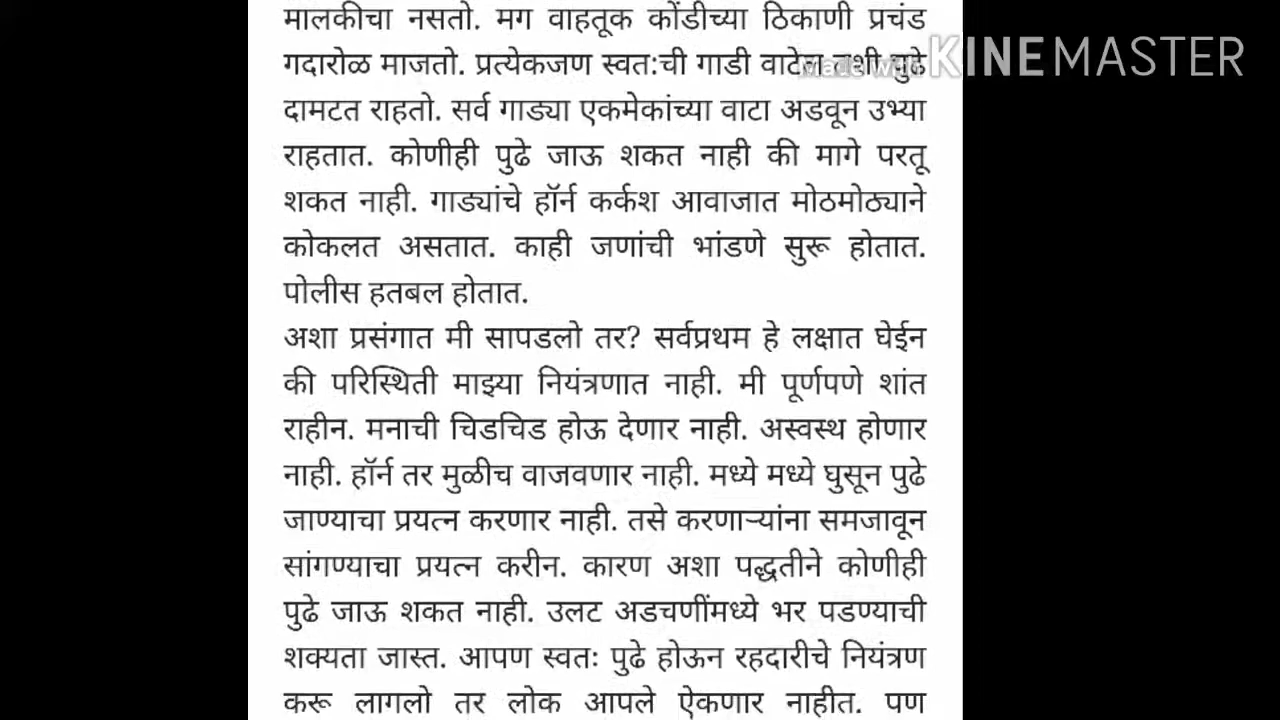 मालकीचा नसतो. मग वाहतूक कोंडीच्या ठिकाणी प्रचंड
गदारोळ माजतो. प्रत्येकजण स्वतःची गाडी वाटेल तशी पुढे
Made with KINEMASTER
दामटत राहतो. सर्व गाड्या एकमेकांच्या वाटा अडवून उभ्या
राहतात. कोणीही पुढे जाऊ शकत नाही की मागे परतू
शकत नाही. गाड्यांचे हॉर्न कर्कश आवाजात मोठमोठ्याने
कोकलत असतात. काही जणांची भांडणे सुरू होतात.
पोलीस हतबल होतात.
अशा प्रसंगात मी सापडलो तर? सर्वप्रथम हे लक्षात घेईन
की परिस्थिती माझ्या नियंत्रणात नाही. मी पूर्णपणे शांत
राहीन. मनाची चिडचिड होऊ देणार नाही. अस्वस्थ होणार
नाही. हॉर्न तर मुळीच वाजवणार नाही. मध्ये मध्ये घुसून पुढे
जाण्याचा प्रयत्न करणार नाही. तसे करणाऱ्यांना समजावून
सांगण्याचा प्रयत्न करीन. कारण अशा पद्धतीने कोणीही
पुढे जाऊ शकत नाही. उलट अडचणींमध्ये भर पडण्याची
शक्यता जास्त. आपण स्वतः पुढे होऊन रहदारीचे नियंत्रण
करू लागलो तर लोक आपले ऐकणार नाहीत. पण